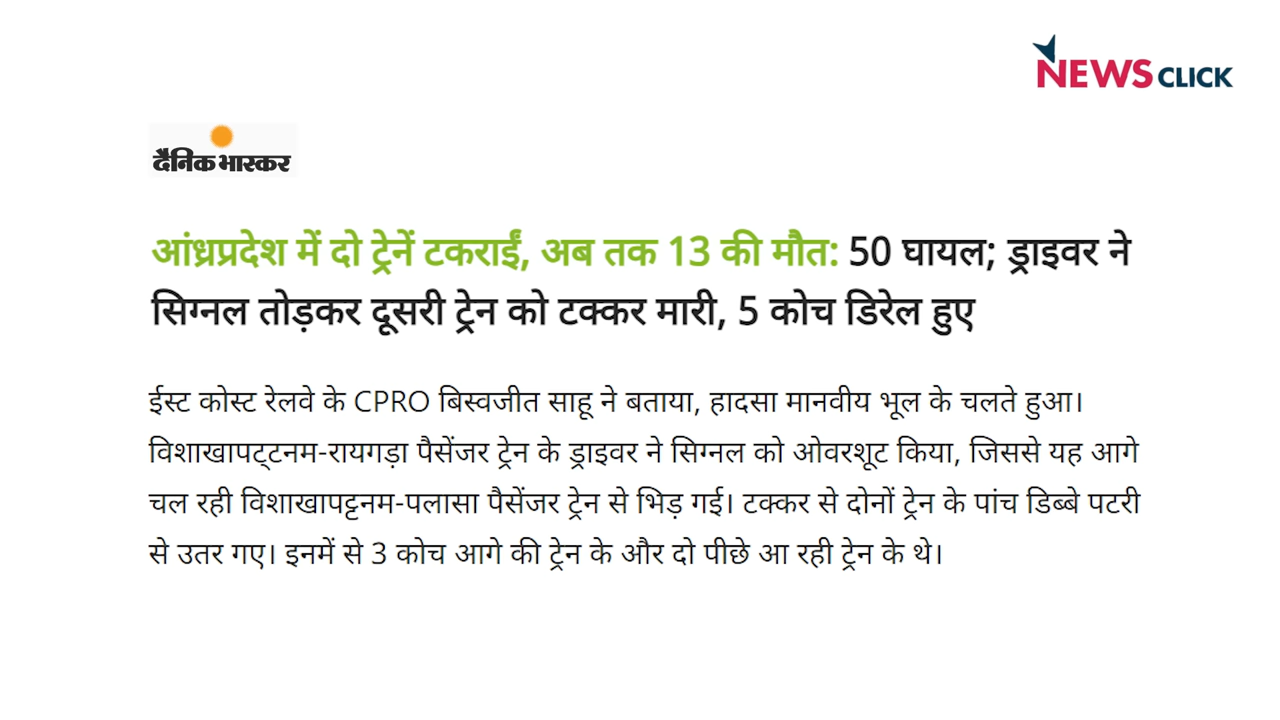 NEWS CLICK
दैनिक भास्कर
आंध्रप्रदेश में दो ट्रेनें टकराईं, अब तक 13 की मौत: 50 घायल; ड्राइवर ने
सिग्नल तोड़कर दूसरी ट्रेन को टक्कर मारी, 5 कोच डिरेल हुए
ईस्ट कोस्ट रेलवे के CPRO बिस्वजीत साहू ने बताया, हादसा मानवीय भूल के चलते हुआ।
विशाखापट्‌टनम-रायगड़ा पैसेंजर ट्रेन के ड्राइवर ने सिग्नल को ओवरशूट किया, जिससे यह आगे
चल रही विशाखापट्टनम-पलासा पैसेंजर ट्रेन से भिड़ गई। टक्कर से दोनों ट्रेन के पांच डिब्बे पटरी
से उतर गए। इनमें से 3 कोच आगे की ट्रेन के और दो पीछे आ रही ट्रेन के थे।